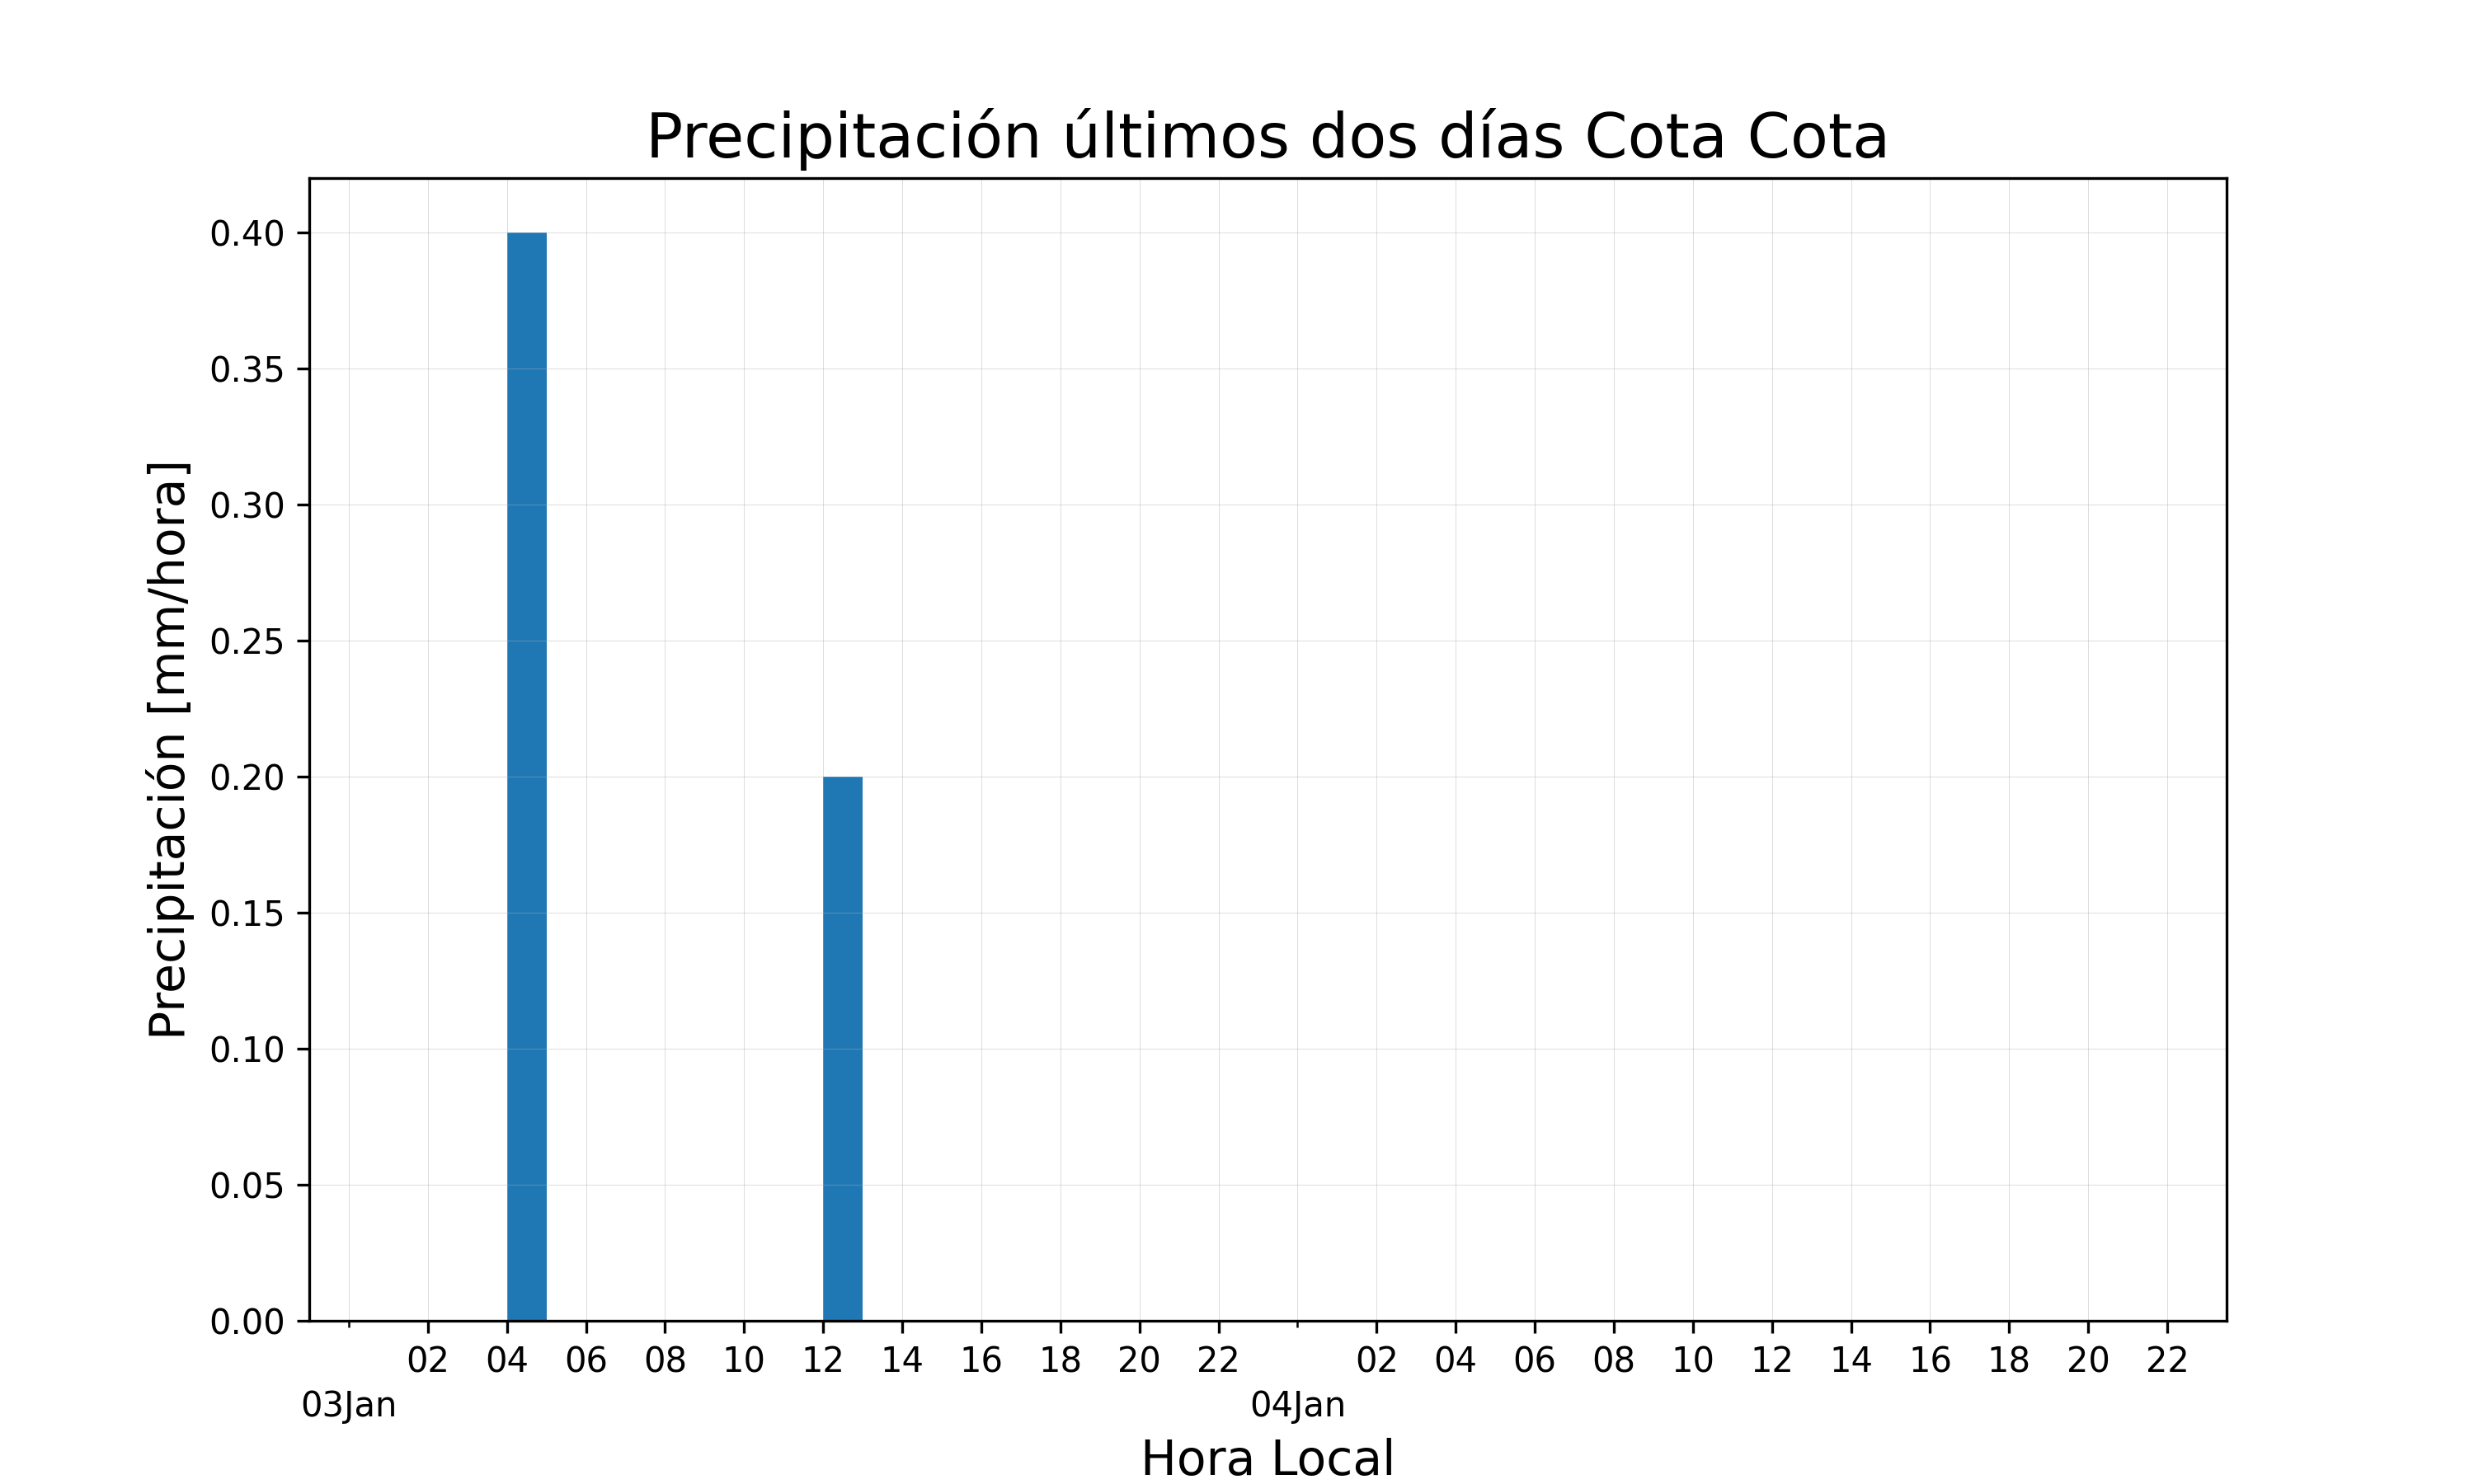 Precipitación últimos dos días Cota Cota
Precipitación [mm/hora]
0.40
0.35
0.30
0.25
0.20
0.15
0.10
0.05
0.00
02 04 06 08 10 12 14 16 18 20 22 02 04 06 08 10 12 14 16 18 20 22
03Jan 04Jan
Hora Local